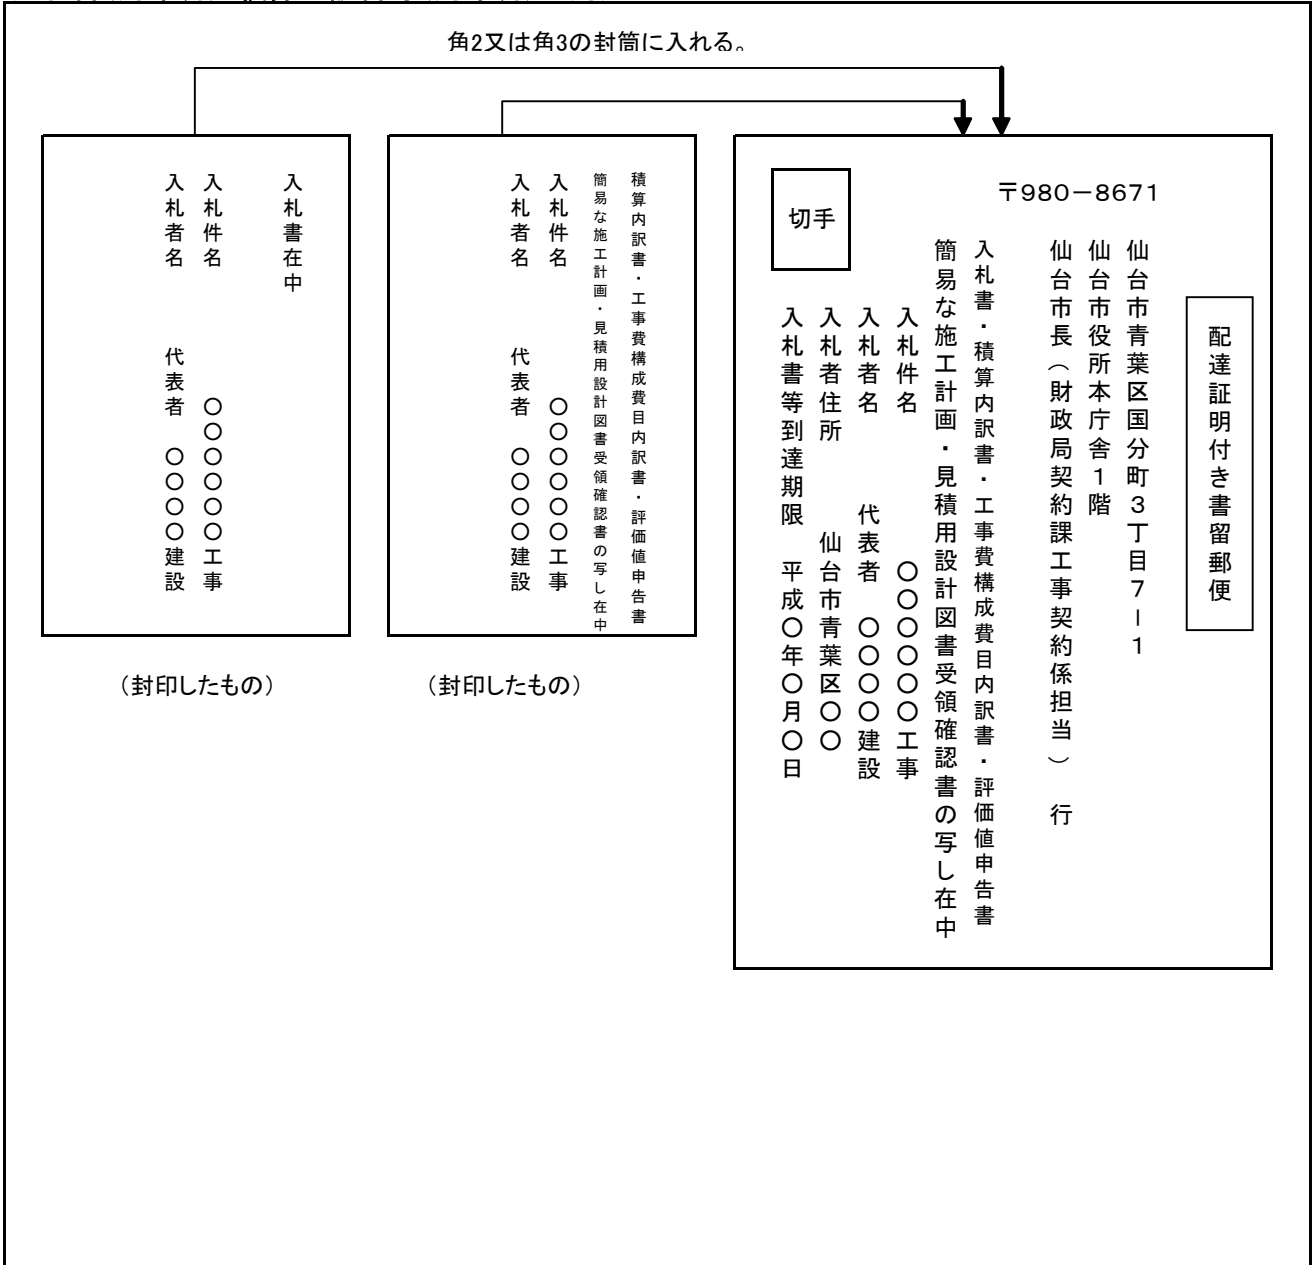 角2又は角3の封筒に入れる。
入札書在中
入札件名 ○○○○○○工事
入札者名 代表者 ○○○○建設
(封印したもの)
積算内訳書・工事費構成費目内訳書・評価値申告書
簡易な施工計画・見積用設計図書受領確認書の写し在中
入札件名 ○○○○○○工事
入札者名 代表者 ○○○○建設
(封印したもの)
切手
〒980-8671
配達証明付き書留郵便
仙台市青葉区国分町3丁目7-1
仙台市役所本庁舎1階
仙台市長(財政局契約課工事契約係担当) 行
入札書・積算内訳書・工事費構成費目内訳書・評価値申告書
簡易な施工計画・見積用設計図書受領確認書の写し在中
入札件名 ○○○○○○工事
入札者名 代表者 ○○○○建設
入札者住所 仙台市青葉区○○
入札書等到達期限 平成○年○月○日